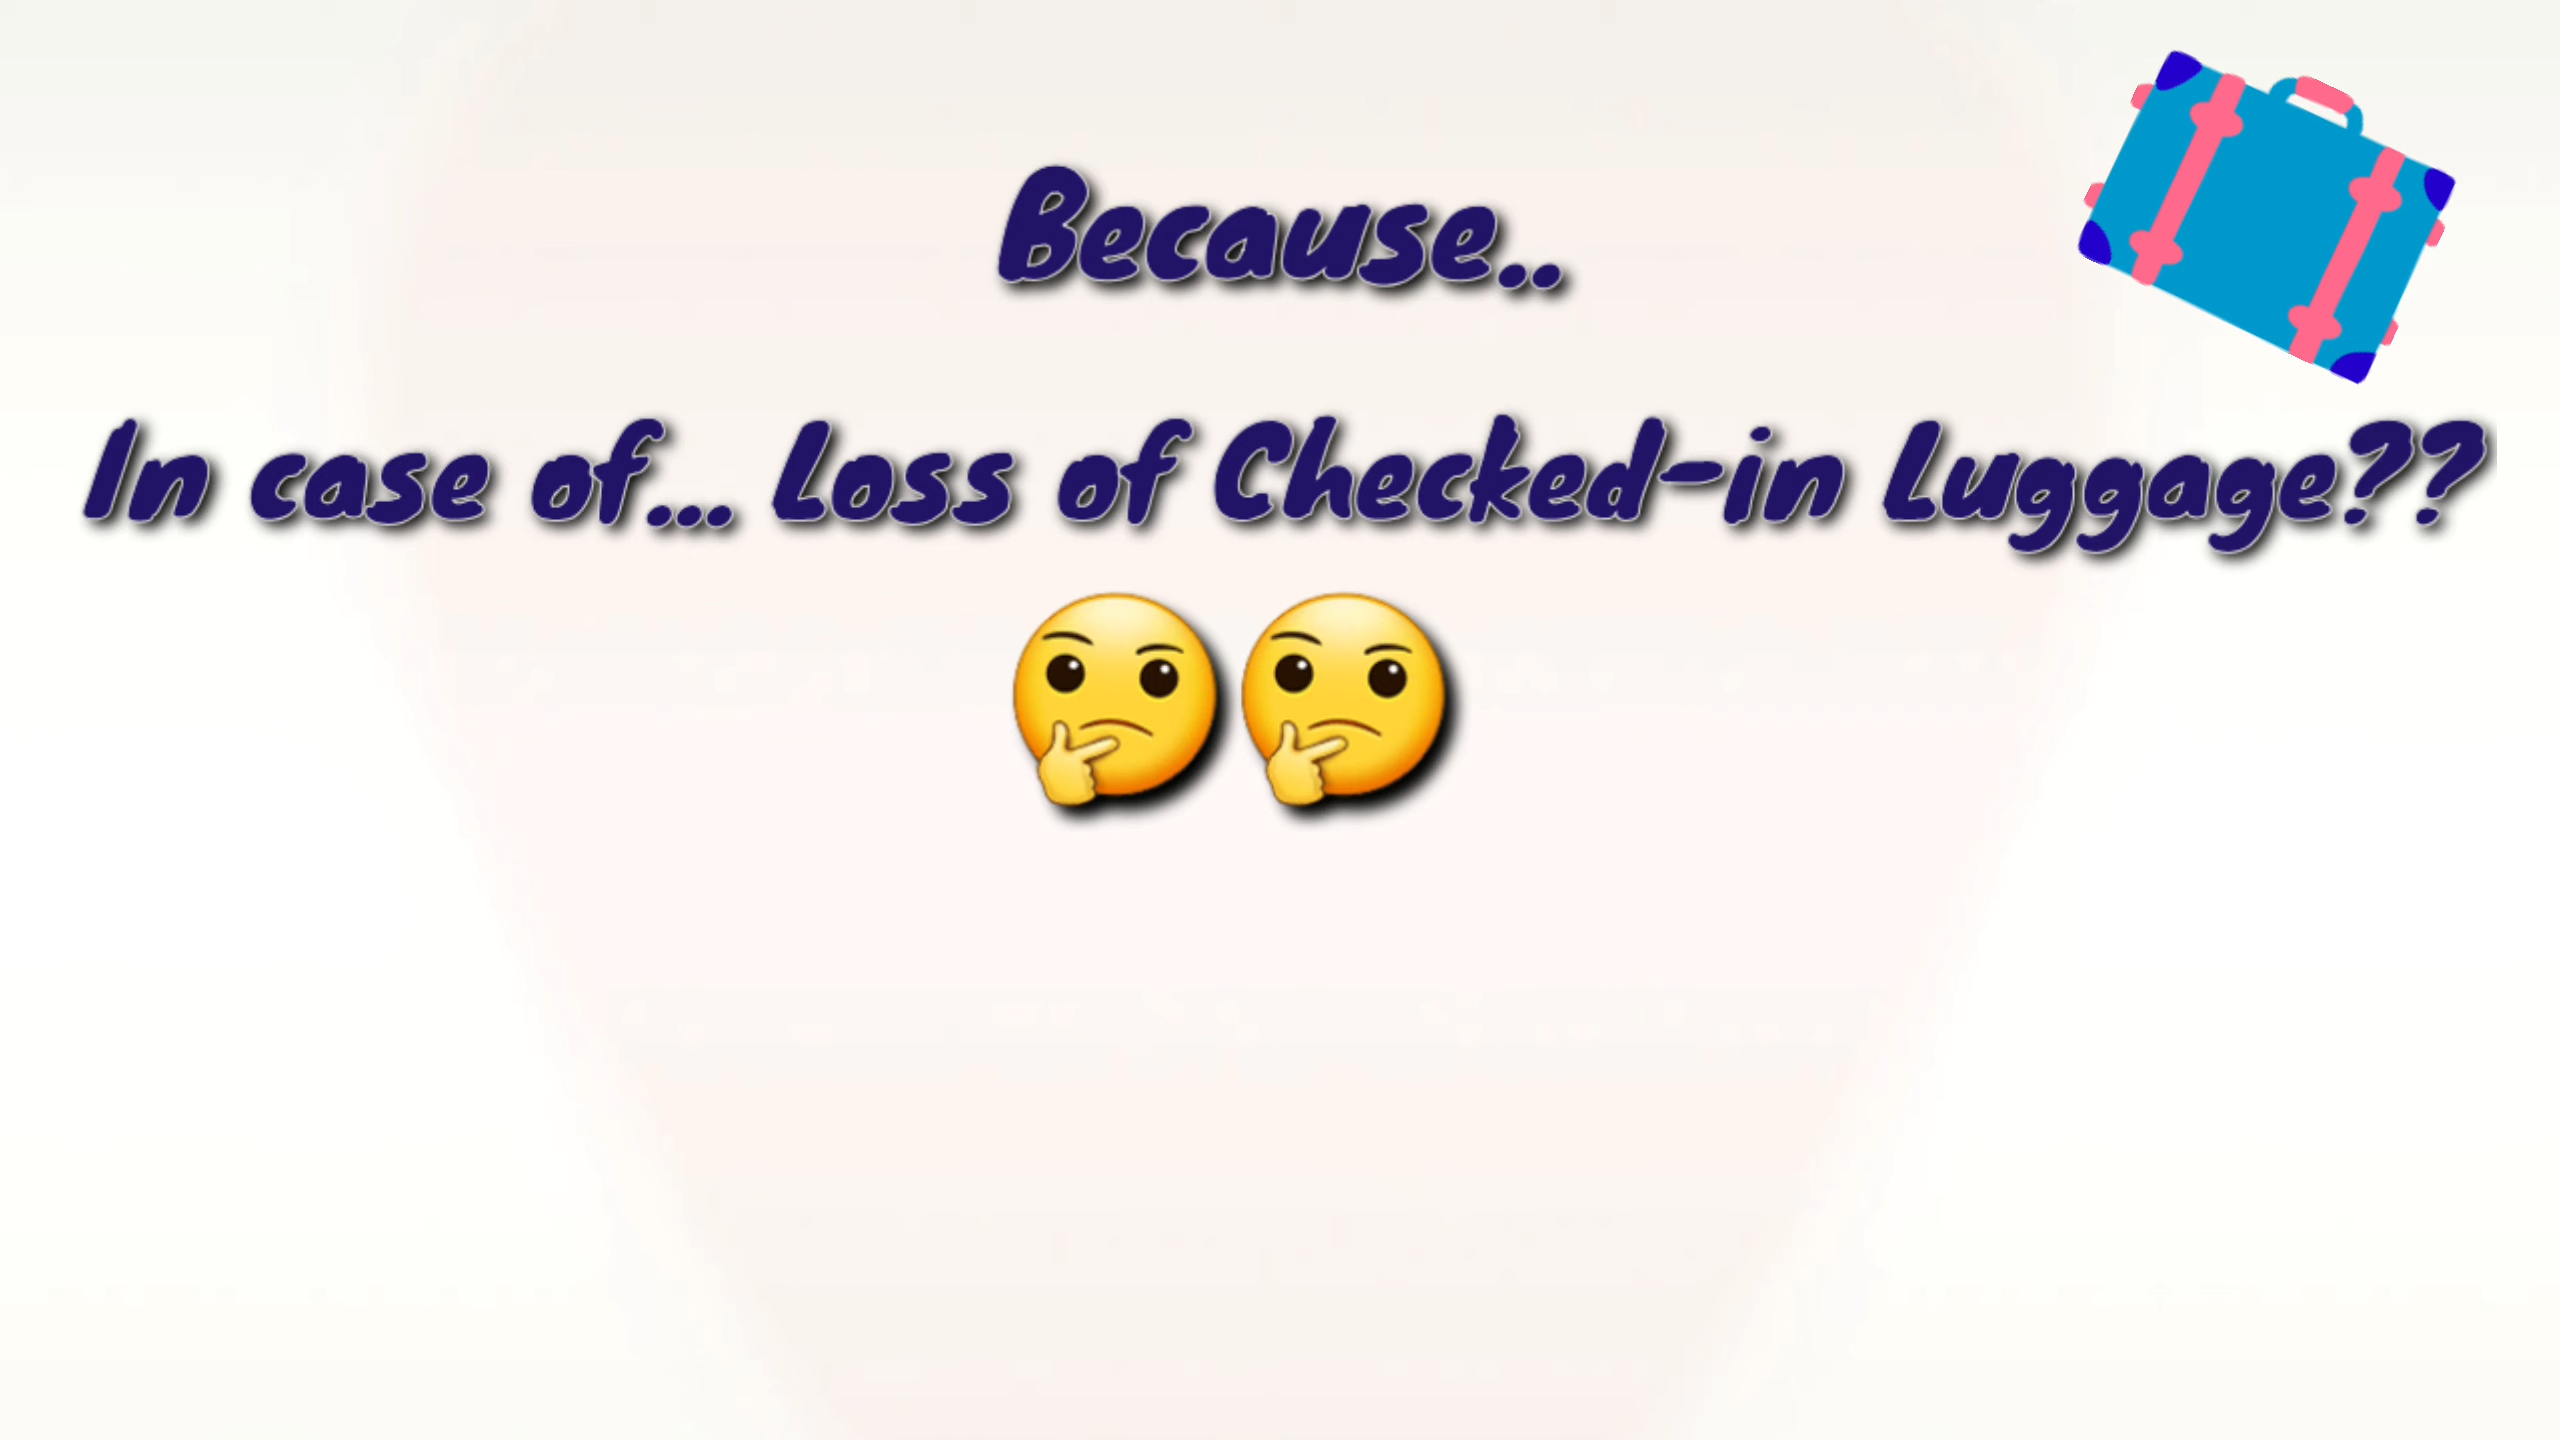 Because..
In case of... Loss of Checked-in Luggage??
🤔🤔